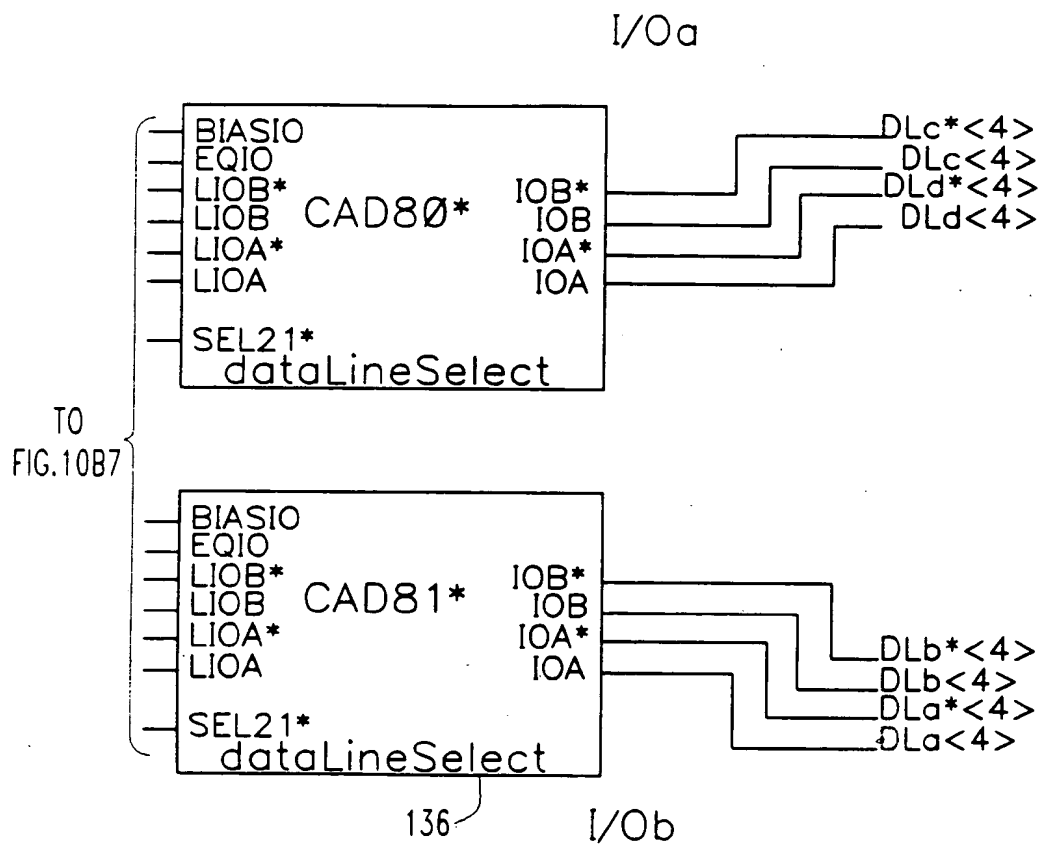 I/Oa
BIASIO
EQIO
LIOB*
LIOB
LIOA*
LIOA
SEL21*
CAD8Ø*
dataLineSelect
IOB*
IOB
IOA*
IOA
DLc*<4>
DLc<4>
DLd*<4>
DLd<4>
TO
FIG.10B7
BIASIO
EQIO
LIOB*
LIOB
LIOA*
LIOA
SEL21*
CAD81*
dataLineSelect
IOB*
IOB
IOA*
IOA
DLb*<4>
DLb<4>
DLa*<4>
DLa<4>
136
I/Ob